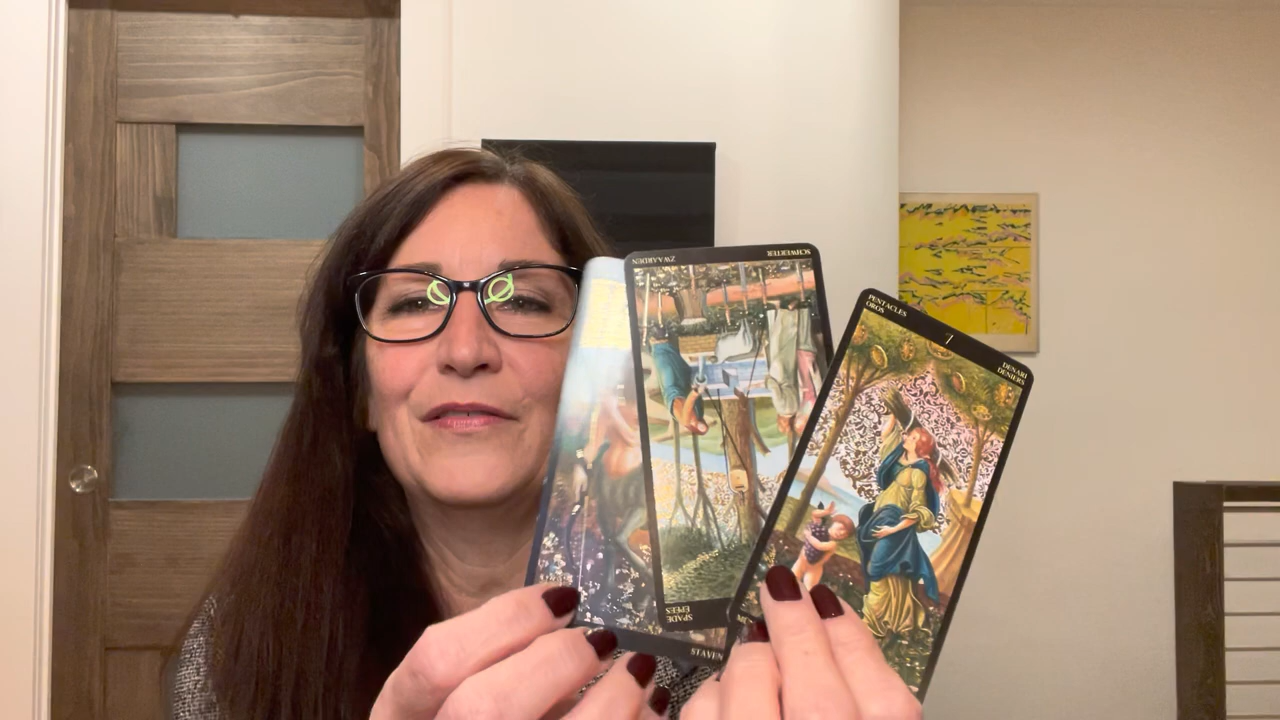 ZWAARDEN
SCHWERTER
SPADE
EPEES
STAVEN
PENTACLES
OROS
7
DENARI
DENIERS